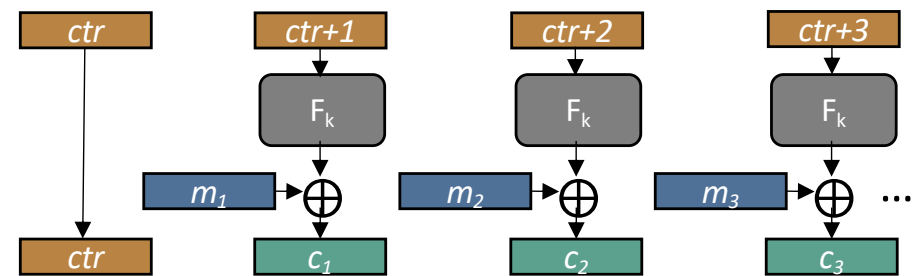 ctr ctr+1 ctr+2 ctr+3
Fk Fk Fk
m1 m2 m3 ...
ctr c1 c2 c3